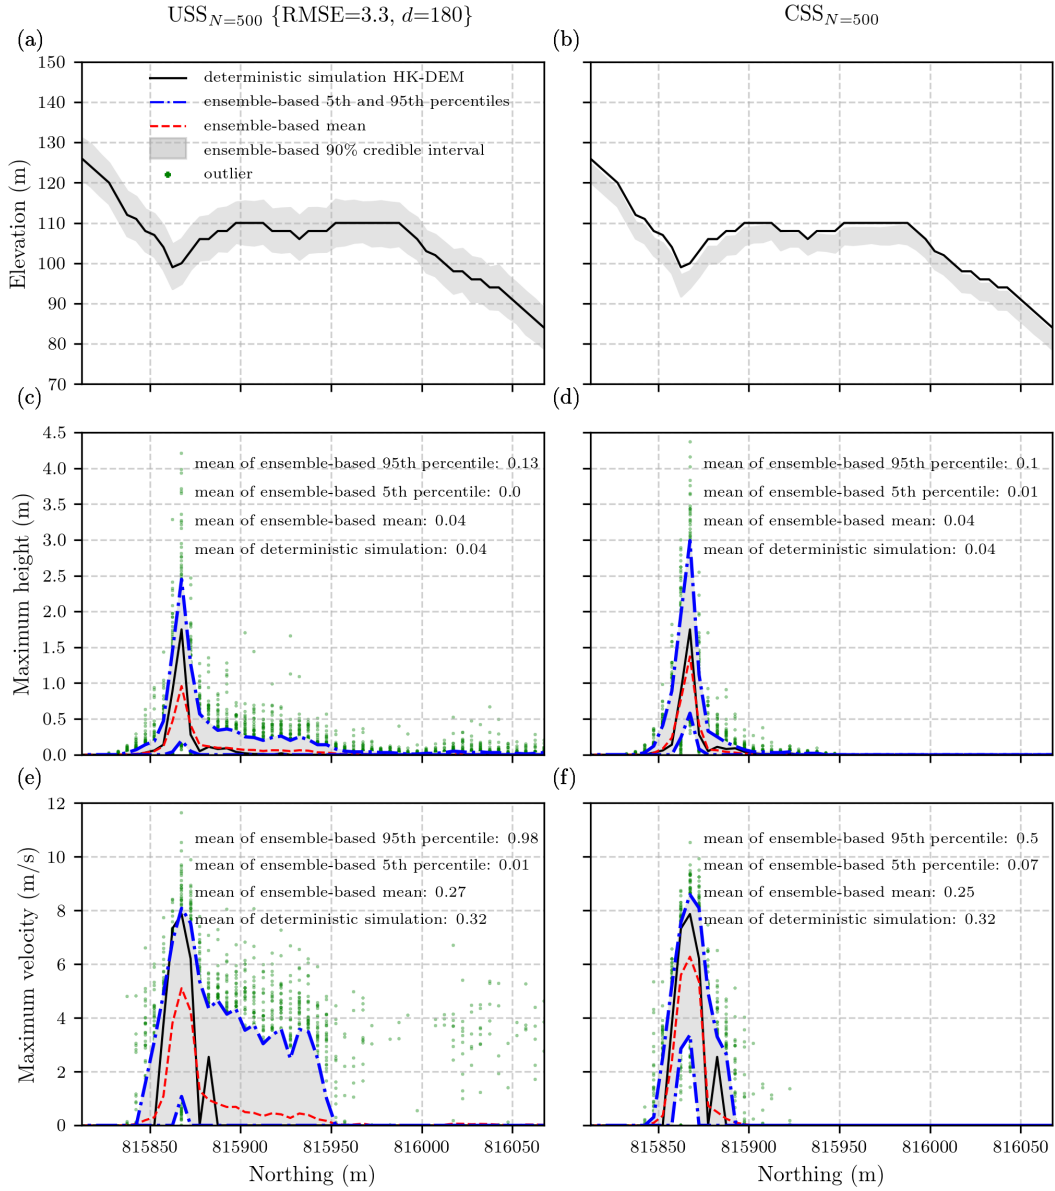 USS_{N=500} {RMSE=3.3, d=180}
CSS_{N=500}
(a)
(b)
150
140
130
120
110
100
90
80
70
Elevation (m)
deterministic simulation HK-DEM
ensemble-based 5th and 95th percentiles
ensemble-based mean
ensemble-based 90% credible interval
outlier
(c)
(d)
4.5
4.0
3.5
3.0
2.5
2.0
1.5
1.0
0.5
0.0
Maximum height (m)
mean of ensemble-based 95th percentile: 0.13
mean of ensemble-based 5th percentile: 0.0
mean of ensemble-based mean: 0.04
mean of deterministic simulation: 0.04
mean of ensemble-based 95th percentile: 0.1
mean of ensemble-based 5th percentile: 0.01
mean of ensemble-based mean: 0.04
mean of deterministic simulation: 0.04
(e)
(f)
12
10
8
6
4
2
0
Maximum velocity (m/s)
mean of ensemble-based 95th percentile: 0.98
mean of ensemble-based 5th percentile: 0.01
mean of ensemble-based mean: 0.27
mean of deterministic simulation: 0.32
mean of ensemble-based 95th percentile: 0.5
mean of ensemble-based 5th percentile: 0.07
mean of ensemble-based mean: 0.25
mean of deterministic simulation: 0.32
815850 815900 815950 816000 816050
815850 815900 815950 816000 816050
Northing (m)
Northing (m)